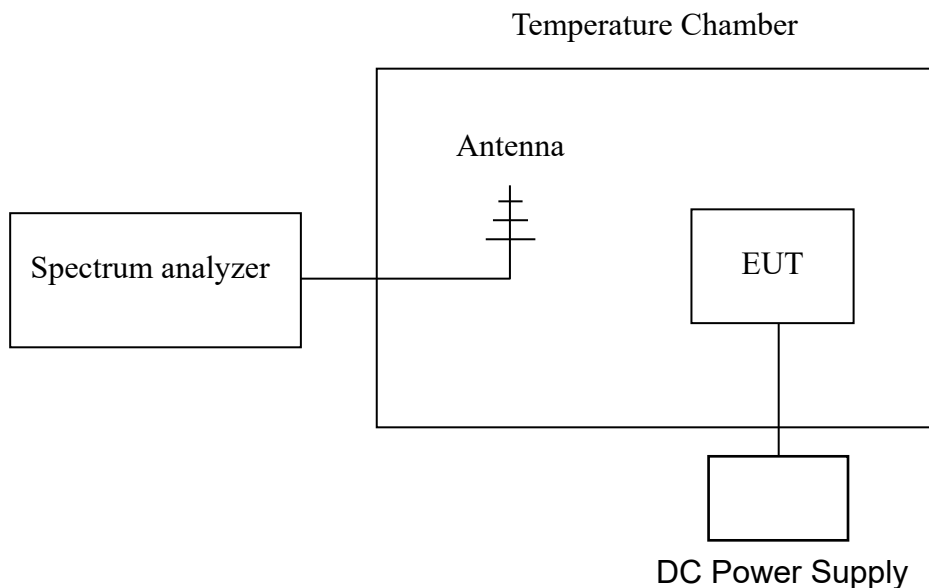 Temperature Chamber
Antenna
Spectrum analyzer
EUT
DC Power Supply